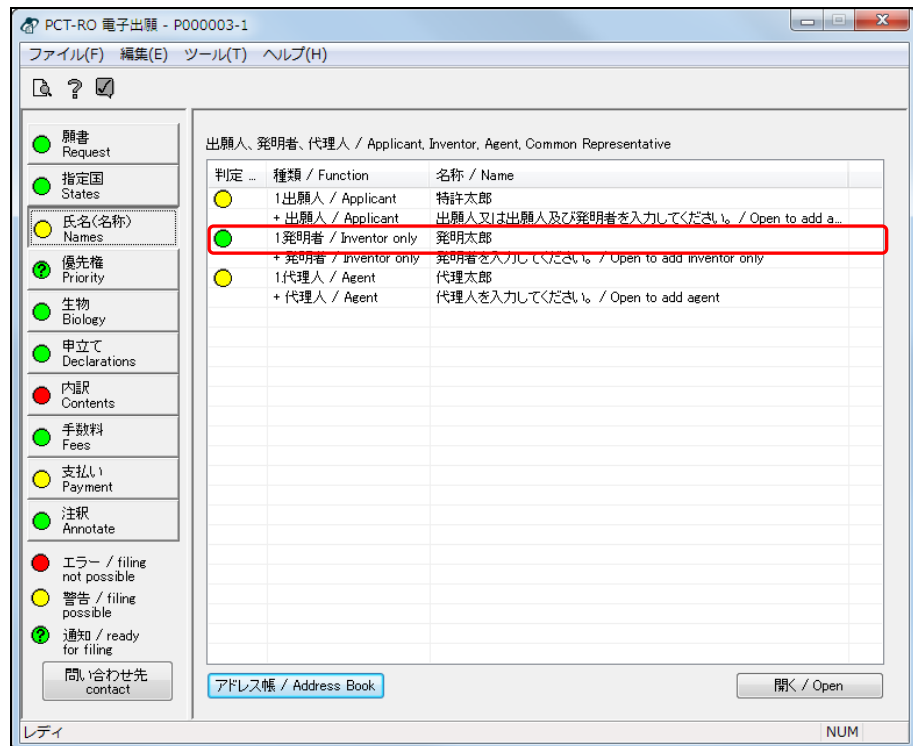 PCT-RO 電子出願 - P000003-1
ファイル(F) 編集(E) ツール(T) ヘルプ(H)
願書
Request
指定国
States
氏名(名称)
Names
優先権
Priority
生物
Biology
申立て
Declarations
内訳
Contents
手数料
Fees
支払い
Payment
注釈
Annotate
エラー / filing
not possible
警告 / filing
possible
通知 / ready
for filing
問い合わせ先
contact
出願人、発明者、代理人 / Applicant, Inventor, Agent, Common Representative
判定 ... 種類 / Function 名称 / Name
1出願人 / Applicant 特許太郎
+ 出願人 / Applicant 出願人又は出願人及び発明者を入力してください。 / Open to add a...
1発明者 / Inventor only 発明太郎
+ 発明者 / Inventor only 発明者を入力してください。 / Open to add inventor only
1代理人 / Agent 代理太郎
+ 代理人 / Agent 代理人を入力してください。 / Open to add agent
アドレス帳 / Address Book
開く / Open
レディ NUM